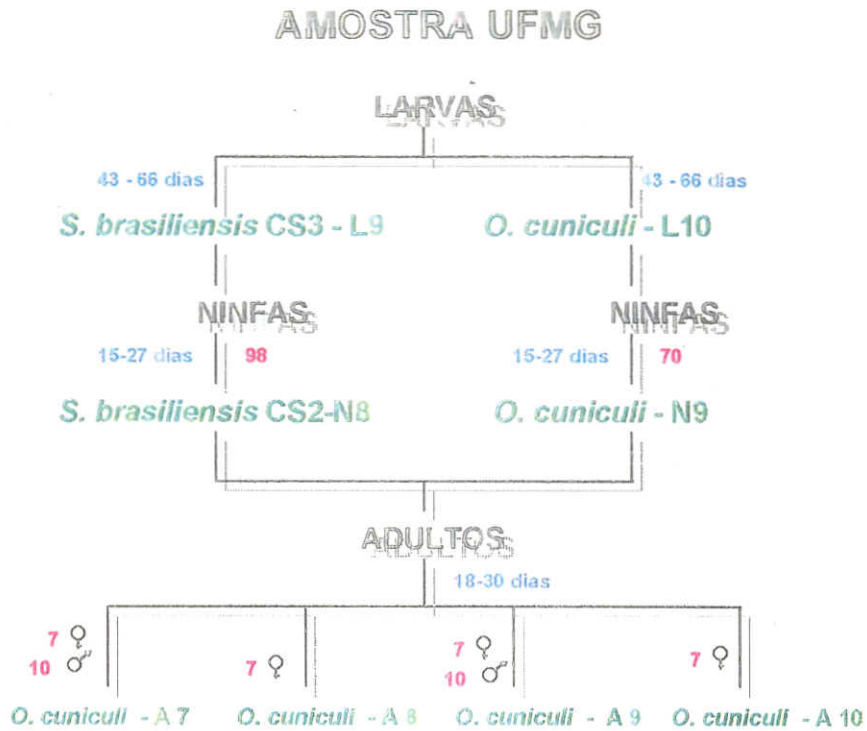 AMOSTRA UFMG
LARVAS
43 - 66 dias 43 - 66 dias
S. brasiliensis CS3 - L9 O. cuniculi - L10
NINFAS NINFAS
15-27 dias 98 15-27 dias 70
S. brasiliensis CS2-N8 O. cuniculi - N9
ADULTOS
18-30 dias
7 ♀ 7 ♀ 7 ♀ 7 ♀
10 ♂ 10 ♂
O. cuniculi - A 7 O. cuniculi - A 8 O. cuniculi - A 9 O. cuniculi - A 10